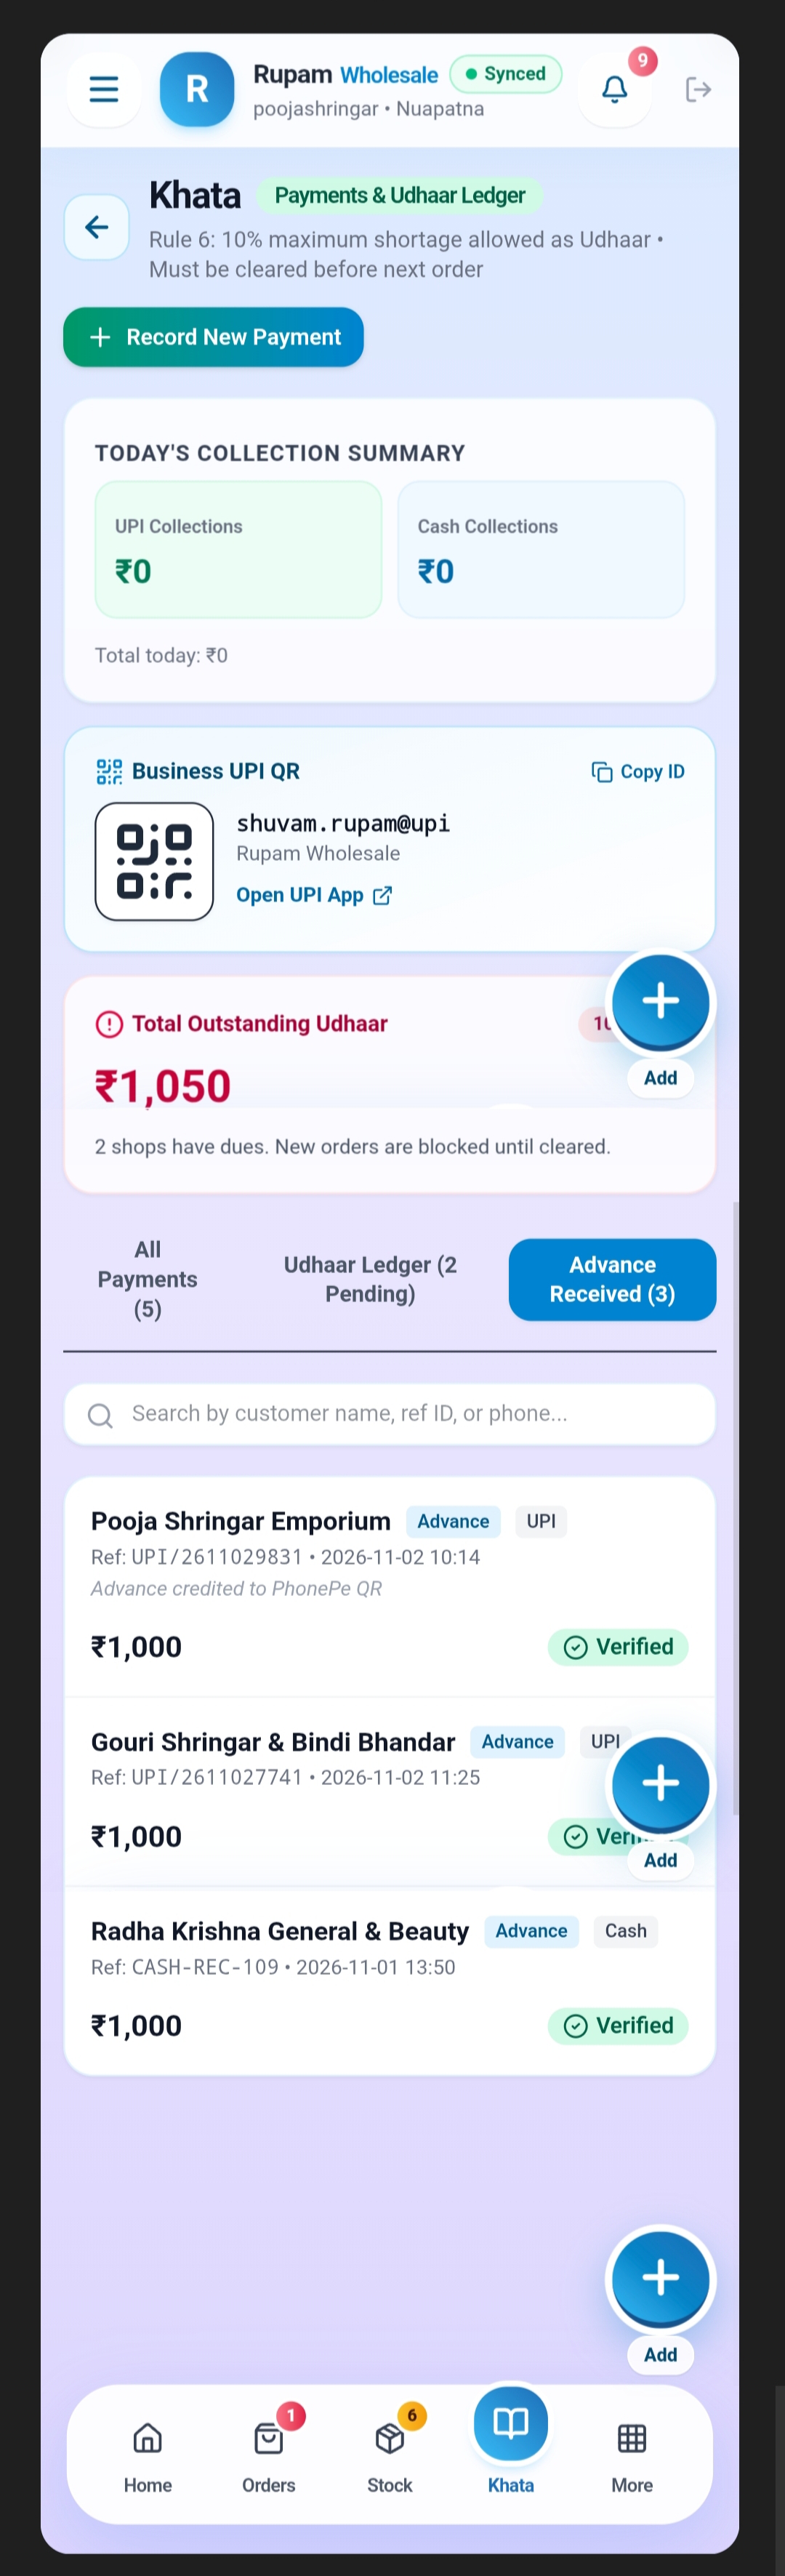 R
Rupam Wholesale
Synced
9
poojashringar • Nuapatna
Khata
Payments & Udhaar Ledger
Rule 6: 10% maximum shortage allowed as Udhaar •
Must be cleared before next order
Record New Payment
TODAY'S COLLECTION SUMMARY
UPI Collections
₹0
Cash Collections
₹0
Total today: ₹0
Business UPI QR
Copy ID
shuvam.rupam@upi
Rupam Wholesale
Open UPI App
Total Outstanding Udhaar
Add
₹1,050
2 shops have dues. New orders are blocked until cleared.
All
Payments
(5)
Udhaar Ledger (2
Pending)
Advance
Received (3)
Search by customer name, ref ID, or phone...
Pooja Shringar Emporium Advance UPI
Ref: UPI/2611029831 • 2026-11-02 10:14
Advance credited to PhonePe QR
₹1,000
Verified
Gouri Shringar & Bindi Bhandar Advance UPI
Ref: UPI/2611027741 • 2026-11-02 11:25
₹1,000
Add
Radha Krishna General & Beauty Advance Cash
Ref: CASH-REC-109 • 2026-11-01 13:50
₹1,000
Verified
Add
1
6
Home
Orders
Stock
Khata
More